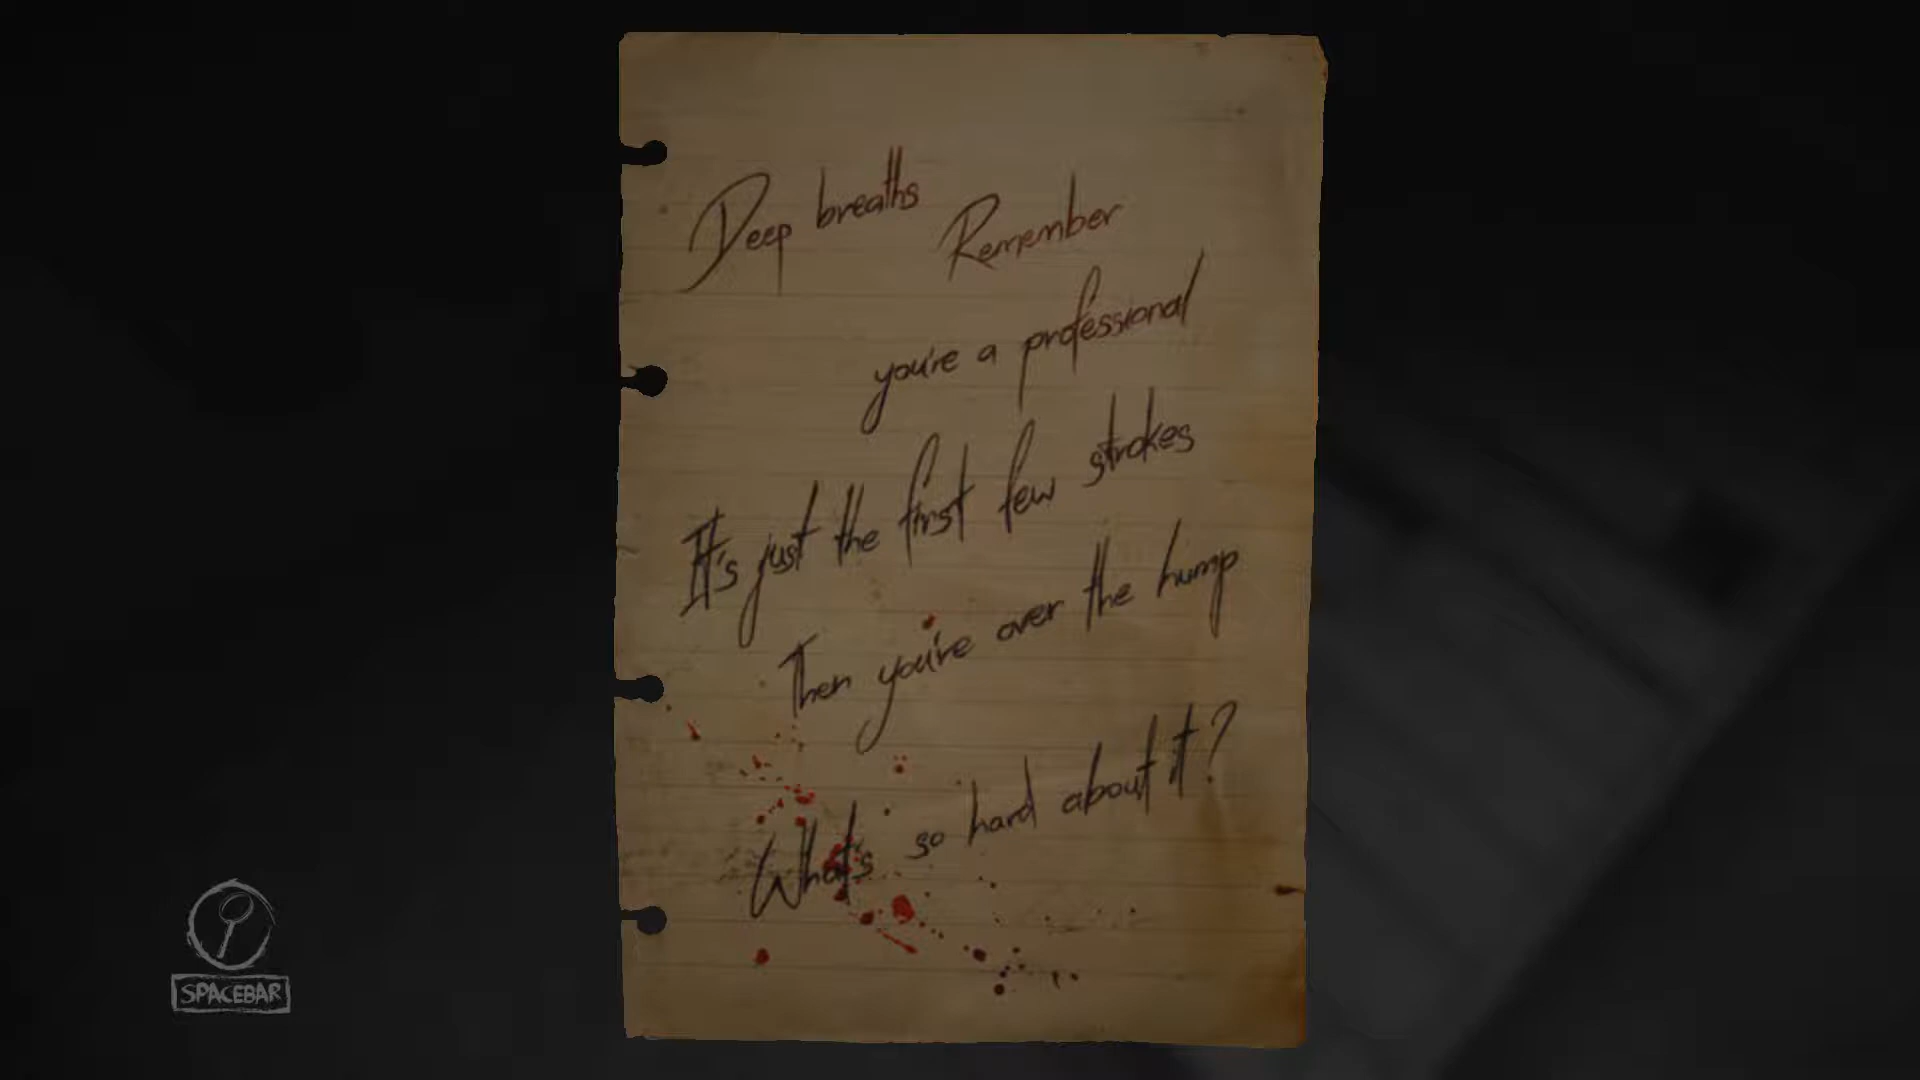 Deep breaths
Remember
you're a professional
It's just the first few strokes
Then you're over the hump
What's so hard about it?
SPACEBAR